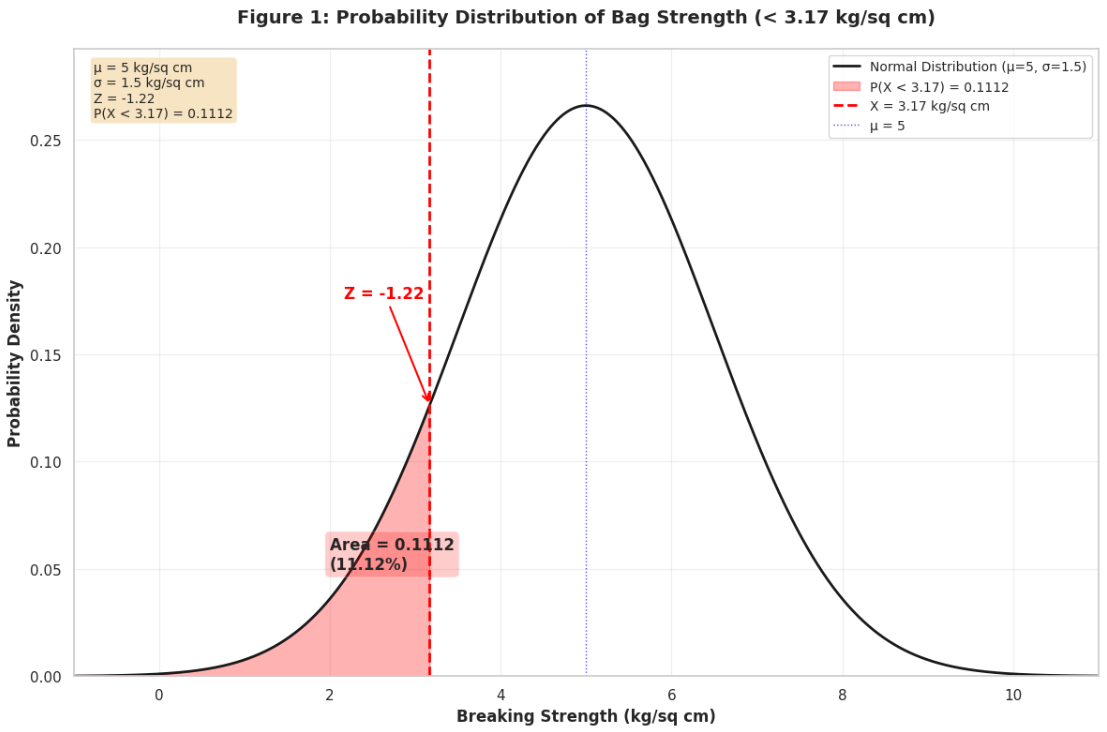 Figure 1: Probability Distribution of Bag Strength (< 3.17 kg/sq cm)
μ = 5 kg/sq cm
σ = 1.5 kg/sq cm
Z = -1.22
P(X < 3.17) = 0.1112
Normal Distribution (μ=5, σ=1.5)
P(X < 3.17) = 0.1112
X = 3.17 kg/sq cm
μ = 5
Probability Density
0.25
0.20
0.15
0.10
0.05
0.00
Z = -1.22
Area = 0.1112
(11.12%)
0
2
4
6
8
10
Breaking Strength (kg/sq cm)